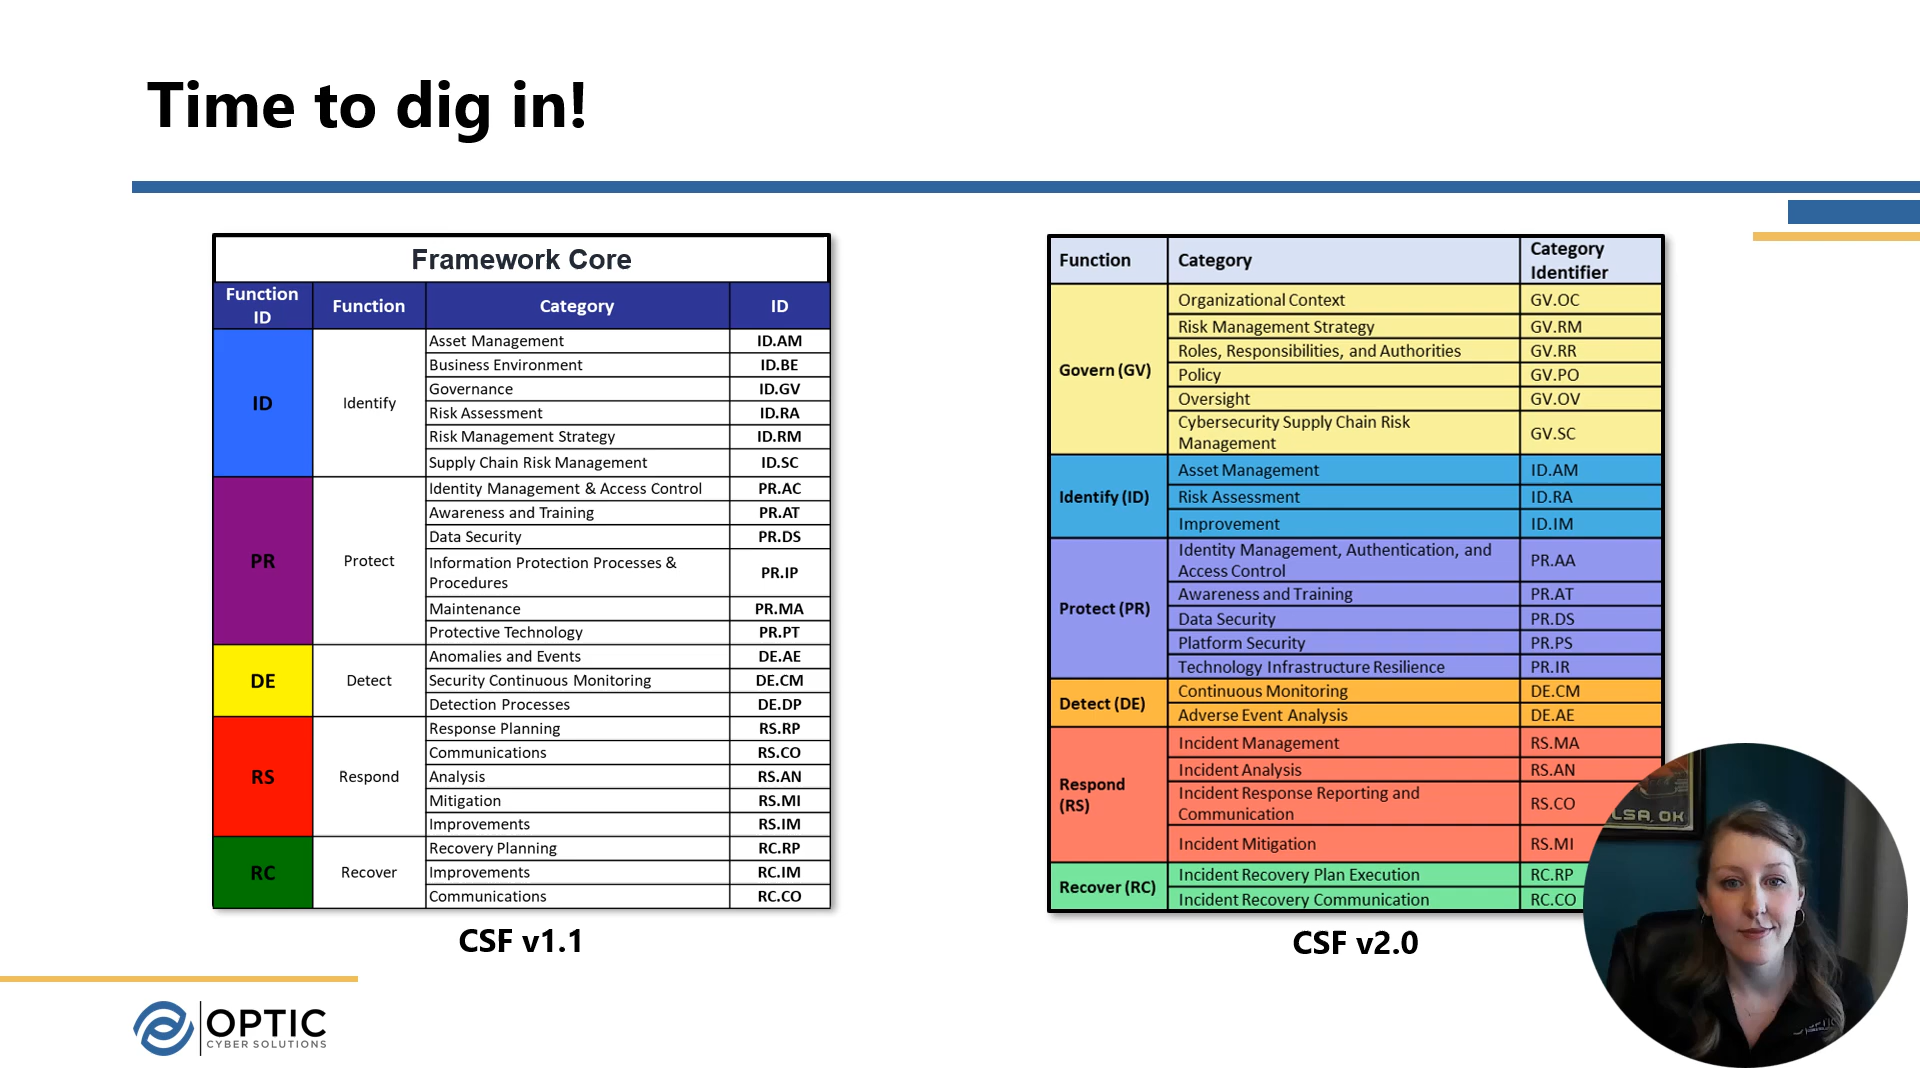 Time to dig in!
Framework Core
Function ID Function Category ID
ID Identify Asset Management ID.AM
Business Environment ID.BE
Governance ID.GV
Risk Assessment ID.RA
Risk Management Strategy ID.RM
Supply Chain Risk Management ID.SC
PR Protect Identity Management & Access Control PR.AC
Awareness and Training PR.AT
Data Security PR.DS
Information Protection Processes &
Procedures PR.IP
Maintenance PR.MA
Protective Technology PR.PT
DE Detect Anomalies and Events DE.AE
Security Continuous Monitoring DE.CM
Detection Processes DE.DP
RS Respond Response Planning RS.RP
Communications RS.CO
Analysis RS.AN
Mitigation RS.MI
Improvements RS.IM
RC Recover Recovery Planning RC.RP
Improvements RC.IM
Communications RC.CO
CSF v1.1
Function Category Category Identifier
Govern (GV) Organizational Context GV.OC
Risk Management Strategy GV.RM
Roles, Responsibilities, and Authorities GV.RR
Policy GV.PO
Oversight GV.OV
Cybersecurity Supply Chain Risk
Management GV.SC
Identify (ID) Asset Management ID.AM
Risk Assessment ID.RA
Improvement ID.IM
Protect (PR) Identity Management, Authentication, and
Access Control PR.AA
Awareness and Training PR.AT
Data Security PR.DS
Platform Security PR.PS
Technology Infrastructure Resilience PR.IR
Detect (DE) Continuous Monitoring DE.CM
Adverse Event Analysis DE.AE
Respond (RS) Incident Management RS.MA
Incident Analysis RS.AN
Incident Response Reporting and
Communication RS.CO
Incident Mitigation RS.MI
Recover (RC) Incident Recovery Plan Execution RC.RP
Incident Recovery Communication RC.CO
CSF v2.0
LSA, OK
OPTIC
CYBER SOLUTIONS